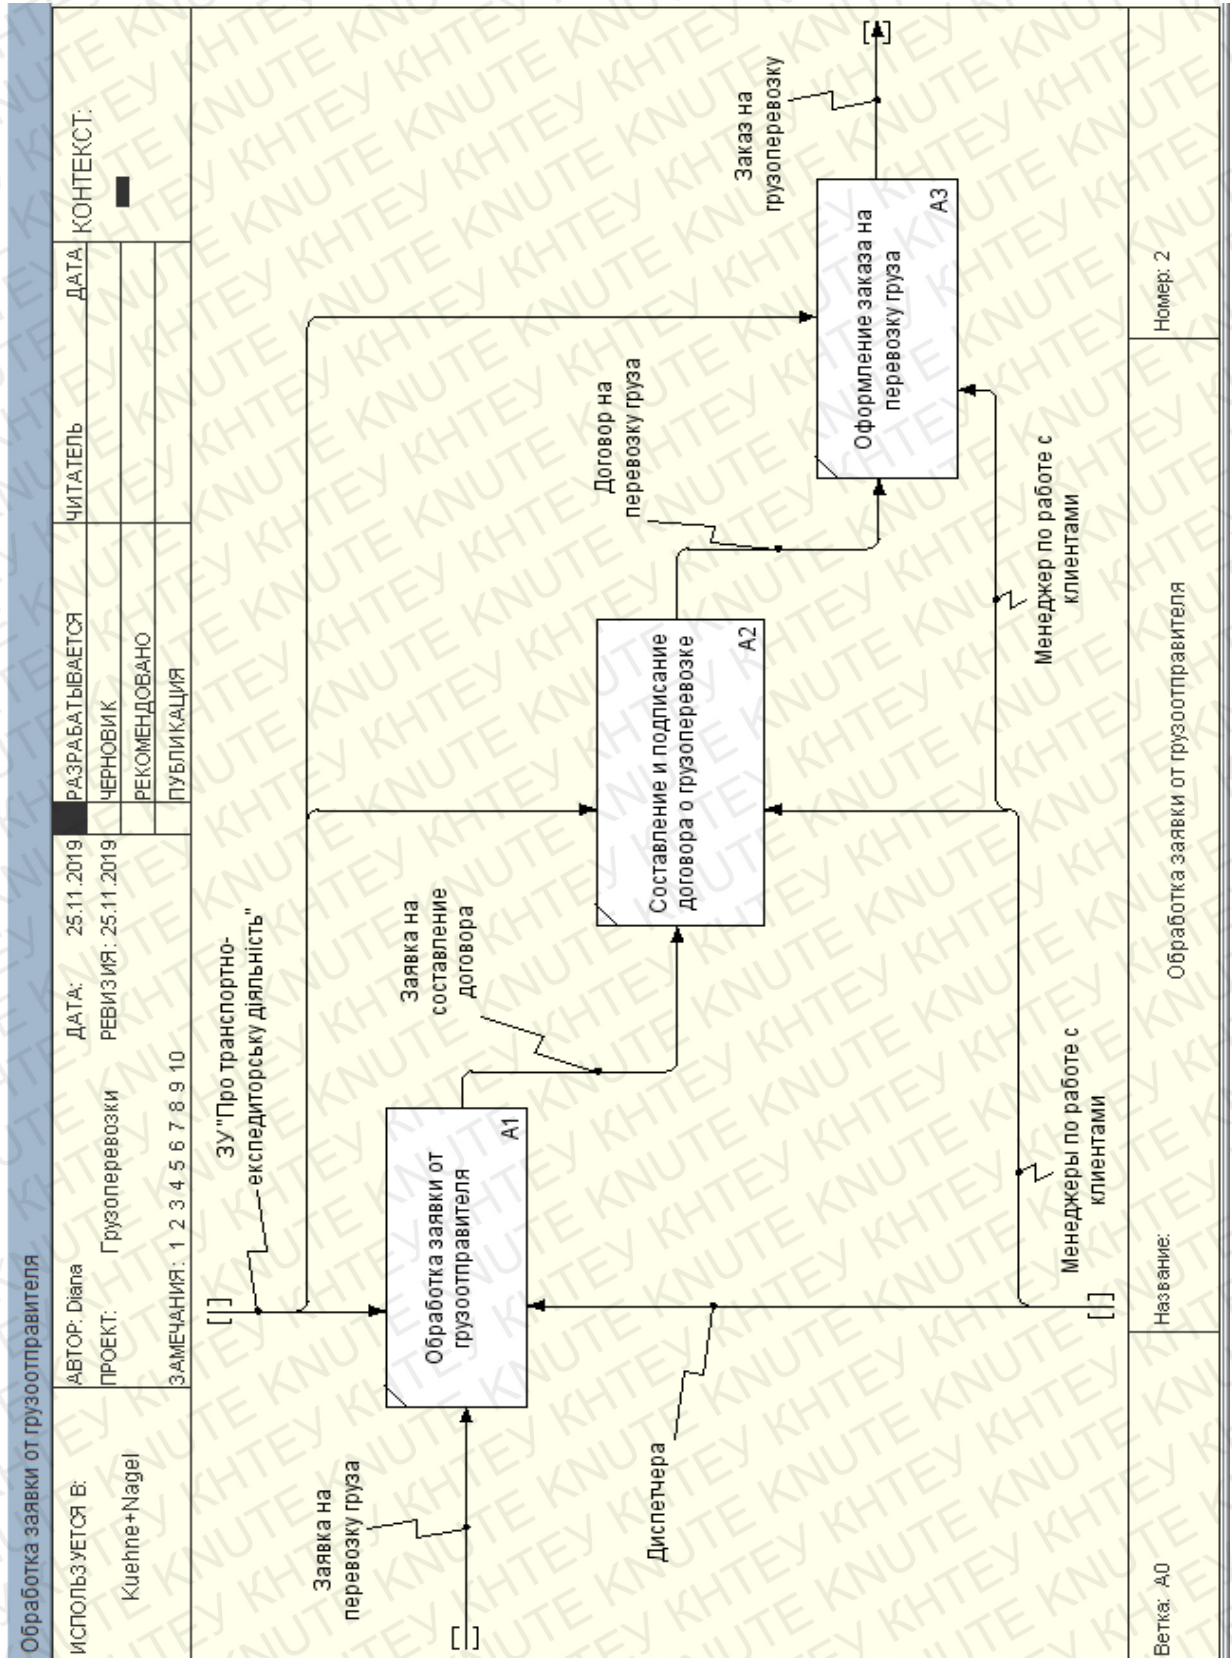 Обработка заявки от грузоотправителя
ИСПОЛЬЗУЕТСЯ В:
Kuehne+Nagel
АВТОР: Diana
ДАТА: 25.11.2019
ПРОЕКТ: Грузоперевозки
РЕВИЗИЯ: 25.11.2019
ЗАМЕЧАНИЯ: 1 2 3 4 5 6 7 8 9 10
РАЗРАБАТЫВАЕТСЯ
ЧЕРНОВИК
РЕКОМЕНДОВАНО
ПУБЛИКАЦИЯ
ЧИТАТЕЛЬ
ДАТА
КОНТЕКСТ:
ЗУ "Про транспортно-
експедиторську діяльність"
Заявка на
перевозку груза
Обработка заявки от
грузоотправителя
A1
Заявка на
составление
договора
Составление и подписание
договора о грузоперевозке
A2
Договор на
перевозку груза
Оформление заказа на
перевозку груза
A3
Заказ на
грузоперевозку
Диспетчера
Менеджеры по работе с
клиентами
Менеджер по работе с
клиентами
Ветка: A0
Название:
Обработка заявки от грузоотправителя
Номер: 2
KNUTE КНТЕУ